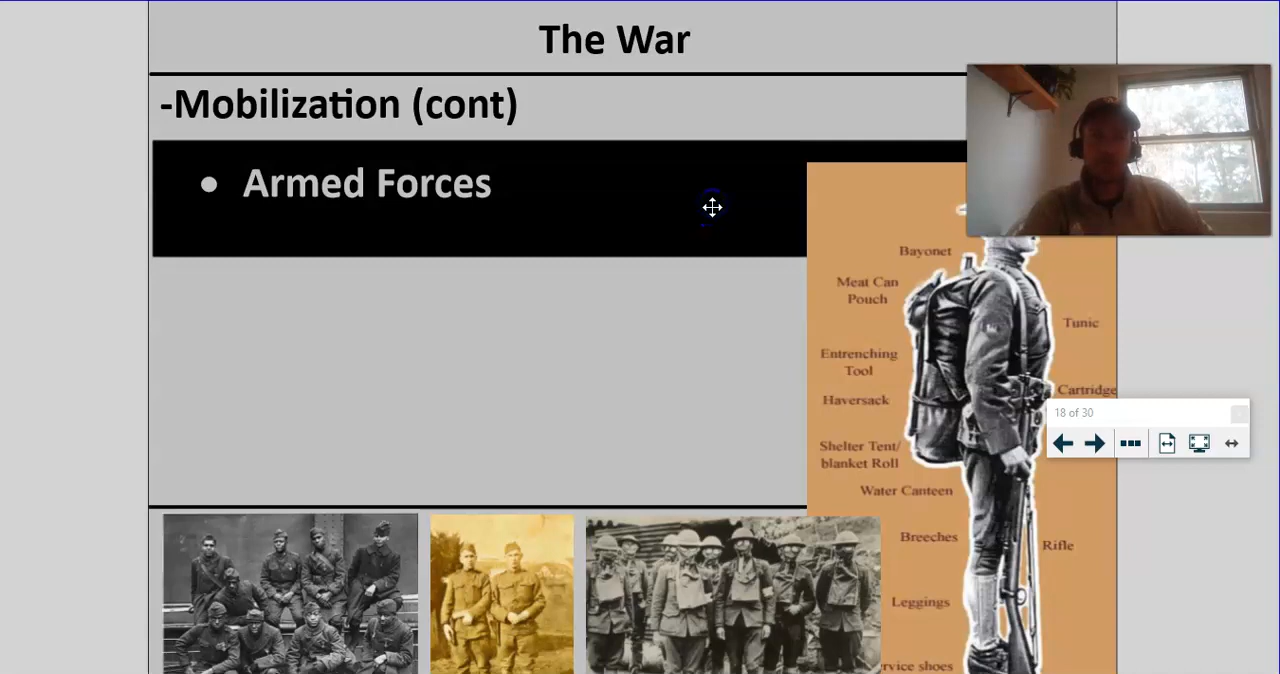 The War
-Mobilization (cont)
• Armed Forces
Bayonet
Meat Can
Pouch
Tunic
Entrenching
Tool
Cartridge
Haversack
18 of 30
Shelter Tent/
blanket Roll
Water Canteen
Breeches
Rifle
Leggings
rvice shoes